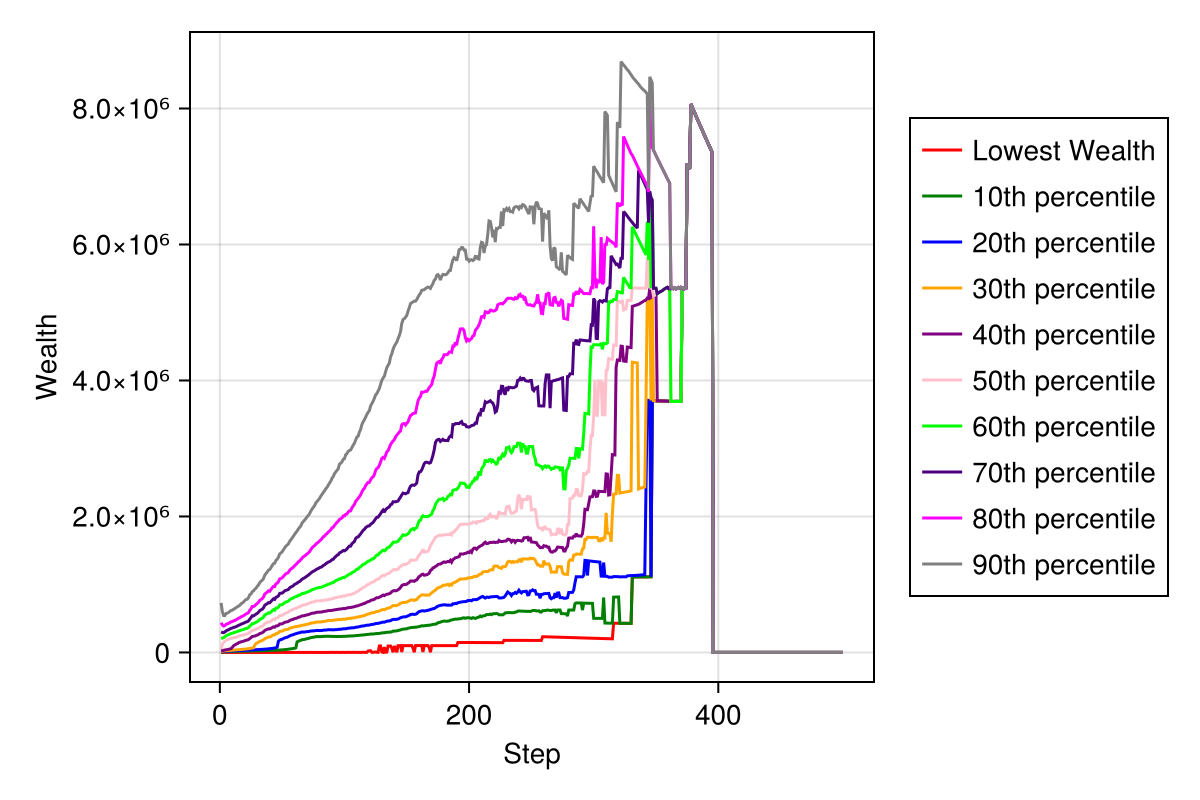 8.0×10⁶
6.0×10⁶
4.0×10⁶
2.0×10⁶
0
Wealth
0 200 400
Step
Lowest Wealth
10th percentile
20th percentile
30th percentile
40th percentile
50th percentile
60th percentile
70th percentile
80th percentile
90th percentile